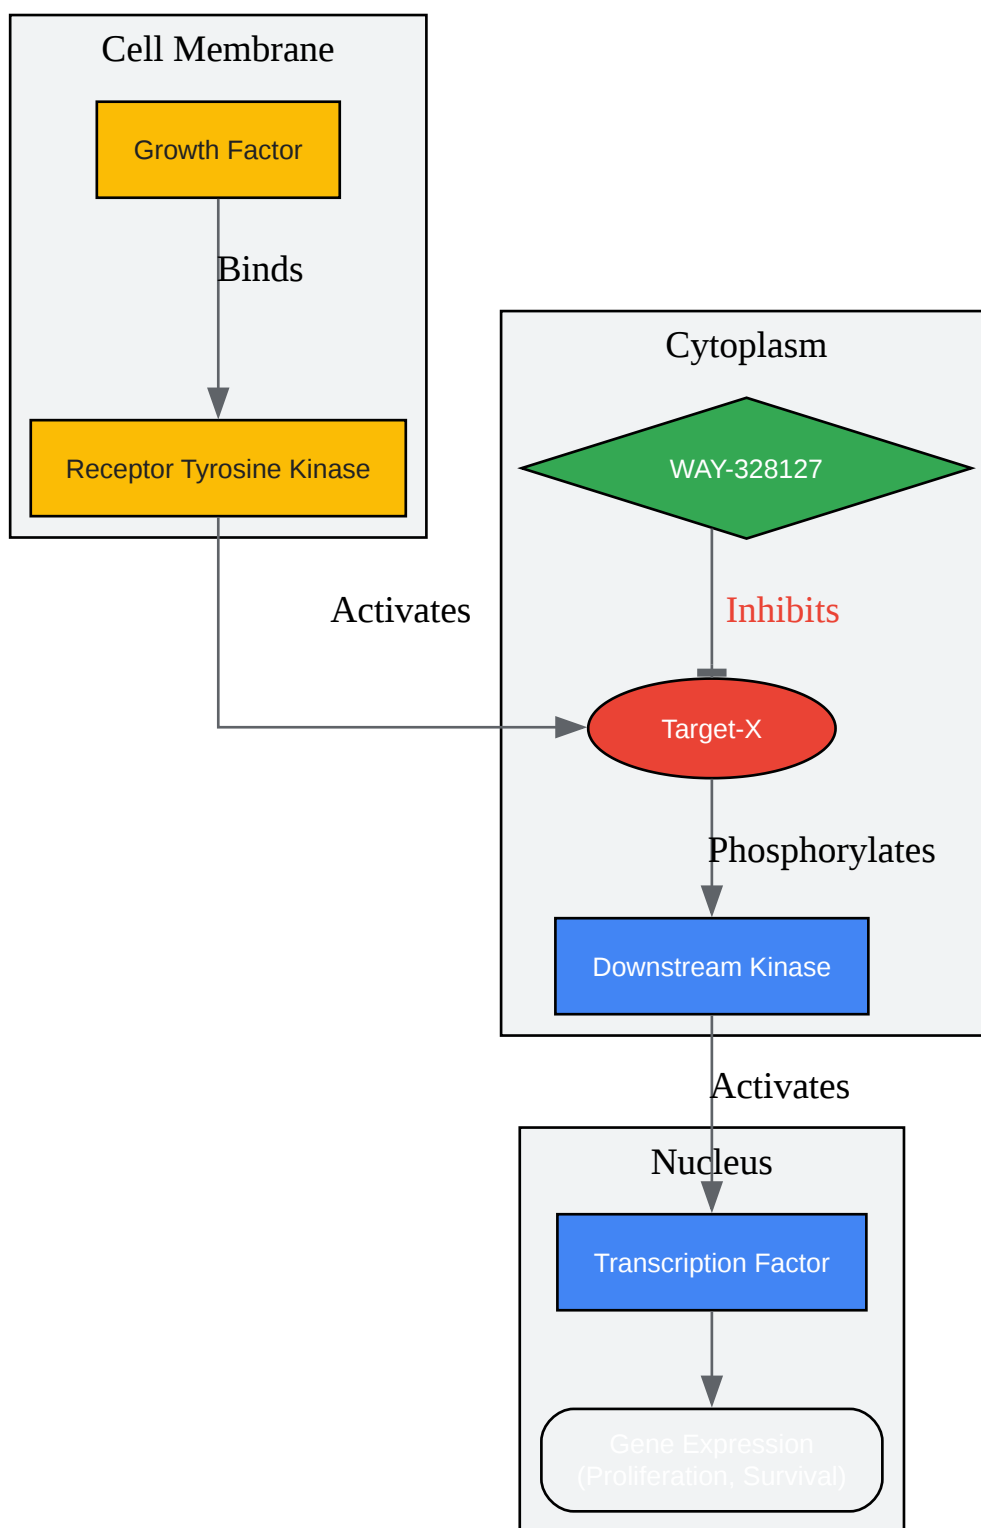 Cell Membrane
Growth Factor
Binds
Receptor Tyrosine Kinase
Activates
Cytoplasm
WAY-328127
Inhibits
Target-X
Phosphorylates
Downstream Kinase
Activates
Nucleus
Transcription Factor
Gene Expression
(Proliferation, Survival)